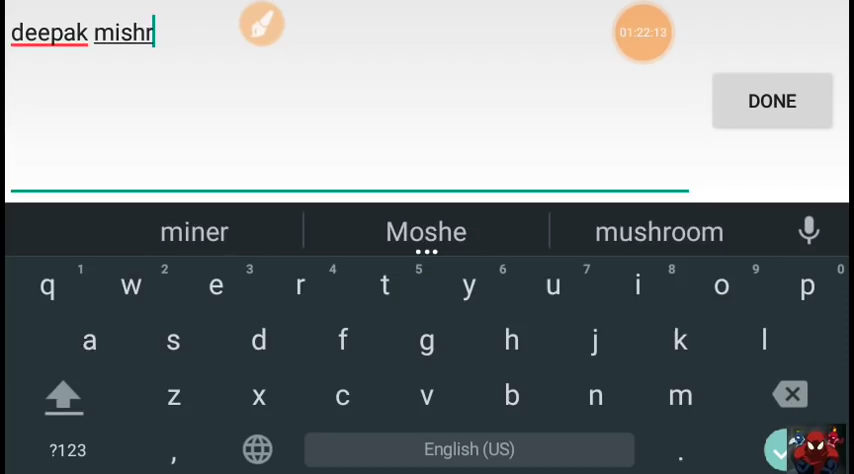 deepak mishr
01:22:13
DONE
miner Moshe mushroom
1 2 3 4 5 6 7 8 9 0
q w e r t y u i o p
a s d f g h j k l
z x c v b n m
?123 , English (US) .